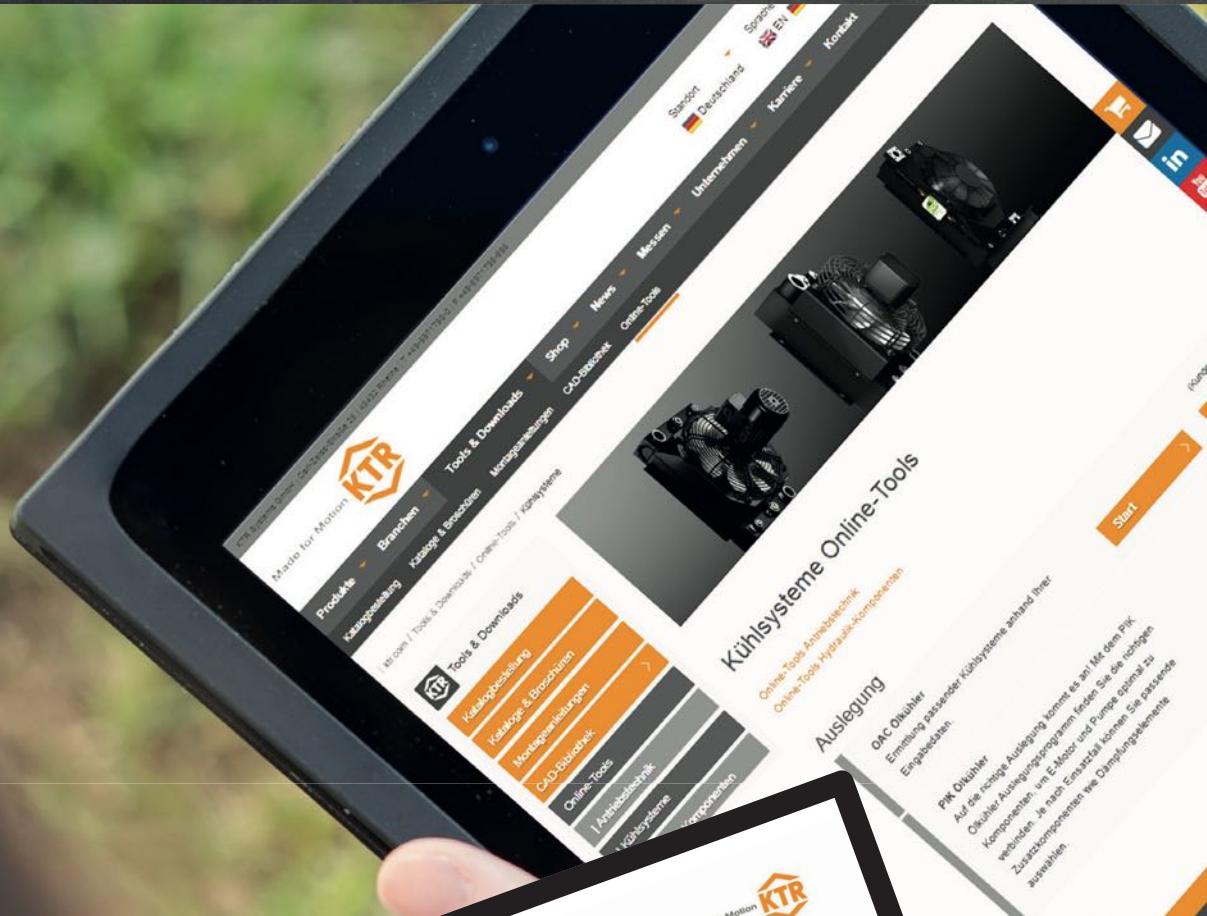 Standort
Deutschland
Sprache
EN
Made for Motion
KTR
Produkte
Branchen
Tools & Downloads
Shop
News
Messen
Unternehmen
Karriere
Kontakt
Katalogbestellung
Kataloge & Broschüren
Montageanleitungen
CAD-Bibliothek
Online-Tools
ktr.com / Tools & Downloads / Online-Tools / Kühlsysteme
KTR
Tools & Downloads
Katalogbestellung
Kataloge & Broschüren
Montageanleitungen
CAD-Bibliothek
Online-Tools
| Antriebstechnik
| Kühlsysteme
Komponenten
in
You
Kühlsysteme Online-Tools
Online-Tools Antriebstechnik
Online-Tools Hydraulik-Komponenten
Auslegung
OAC Ölkühler
Ermittlung passender Kühlsysteme anhand Ihrer
Eingabedaten.
Start
PIK Ölkühler
Auf die richtige Auslegung kommt es an! Mit dem PIK
Ölkühler Auslegungsprogramm finden Sie die richtigen
Komponenten, um E-Motor und Pumpe optimal zu
verbinden. Je nach Einsatzfall können Sie passende
Zusatzkomponenten wie Dämpfungselemente
auswählen.
Motion
KTR